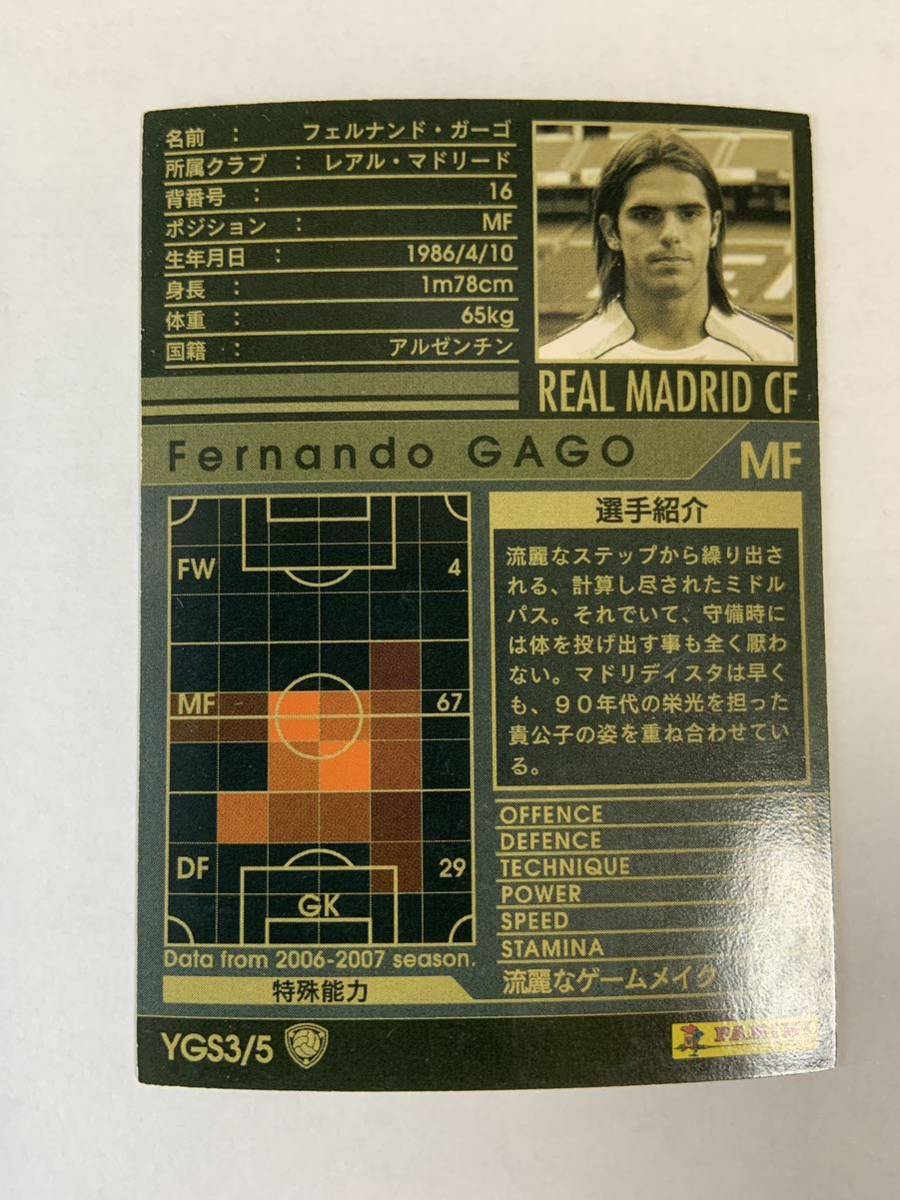 名前 : フェルナンド・ガーゴ
所属クラブ : レアル・マドリード
背番号 : 16
ポジション : MF
生年月日 : 1986/4/10
身長 : 1m78cm
体重 : 65kg
国籍 : アルゼンチン
REAL MADRID CF
Fernando GAGO
MF
FW 4
MF 67
DF 29
GK
Data from 2006-2007 season.
特殊能力
選手紹介
流麗なステップから繰り出さ
れる、計算し尽されたミドル
パス。それでいて、守備時に
は体を投げ出す事も全く厭わ
ない。マドリディスタは早く
も、90年代の栄光を担った
貴公子の姿を重ね合わせてい
る。
OFFENCE
DEFENCE
TECHNIQUE
POWER
SPEED
STAMINA
流麗なゲームメイク
YGS3/5
PANINI